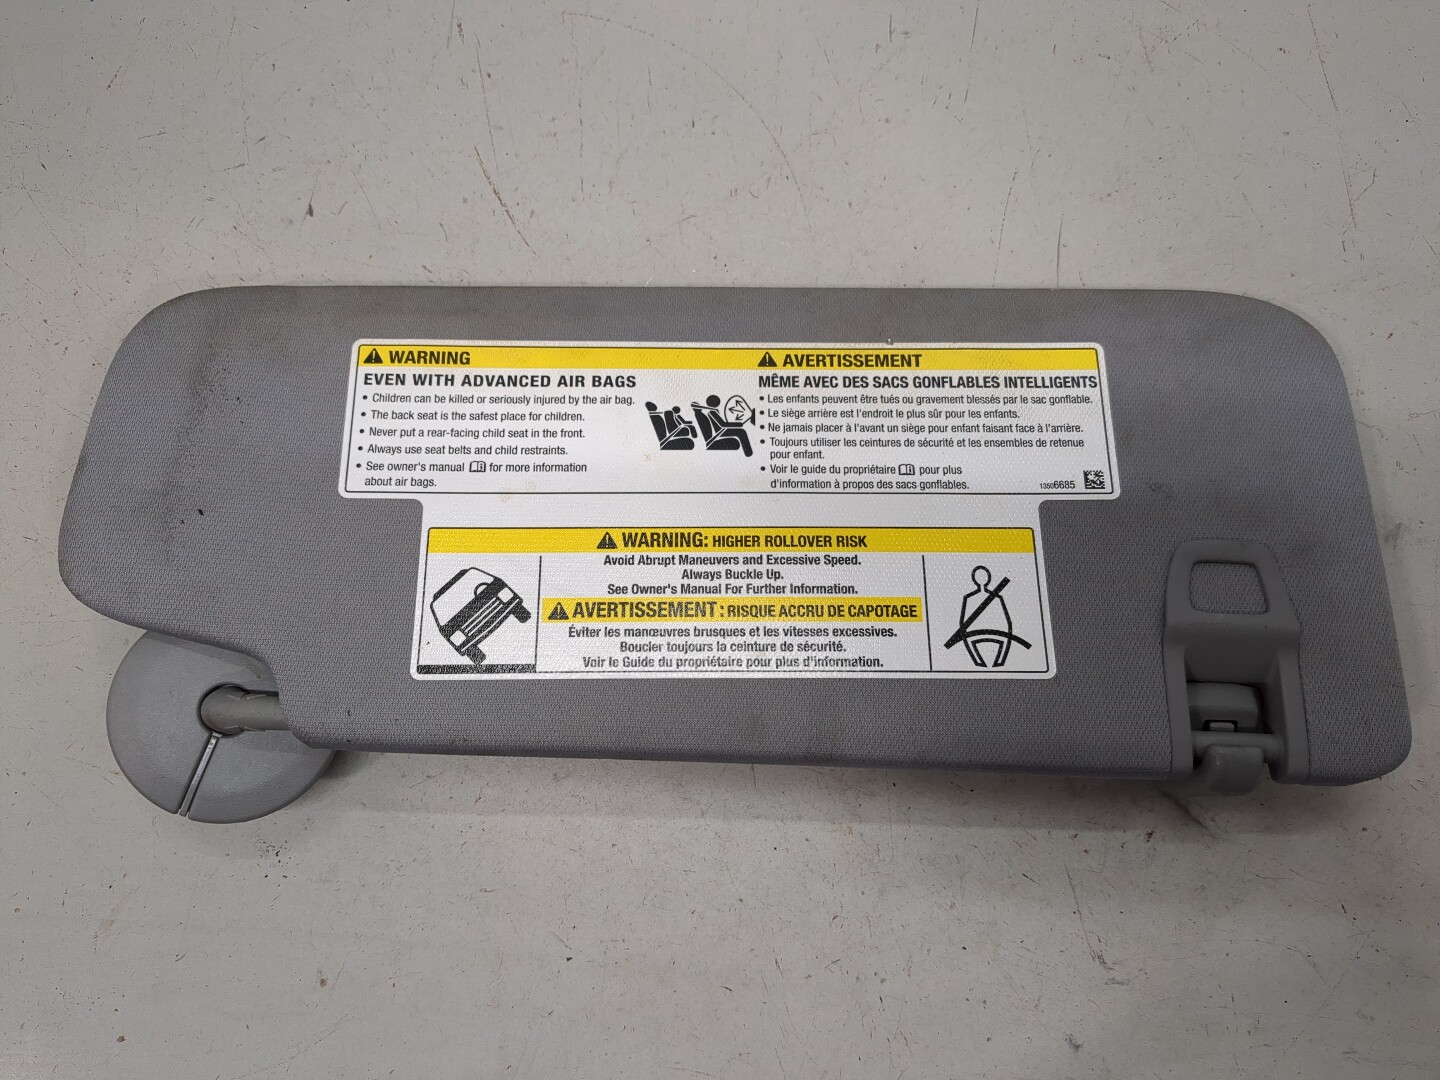 WARNING
EVEN WITH ADVANCED AIR BAGS
• Children can be killed or seriously injured by the air bag.
• The back seat is the safest place for children.
• Never put a rear-facing child seat in the front.
• Always use seat belts and child restraints.
• See owner's manual for more information
about air bags.
AVERTISSEMENT
MÊME AVEC DES SACS GONFLABLES INTELLIGENTS
• Les enfants peuvent être tués ou gravement blessés par le sac gonflable.
• Le siège arrière est l'endroit le plus sûr pour les enfants.
• Ne jamais placer à l'avant un siège pour enfant faisant face à l'arrière.
• Toujours utiliser les ceintures de sécurité et les ensembles de retenue
pour enfant.
• Voir le guide du propriétaire pour plus
d'information à propos des sacs gonflables.
13506685
WARNING: HIGHER ROLLOVER RISK
Avoid Abrupt Maneuvers and Excessive Speed.
Always Buckle Up.
See Owner's Manual For Further Information.
AVERTISSEMENT : RISQUE ACCRU DE CAPOTAGE
Éviter les manœuvres brusques et les vitesses excessives.
Boucler toujours la ceinture de sécurité.
Voir le Guide du propriétaire pour plus d'information.